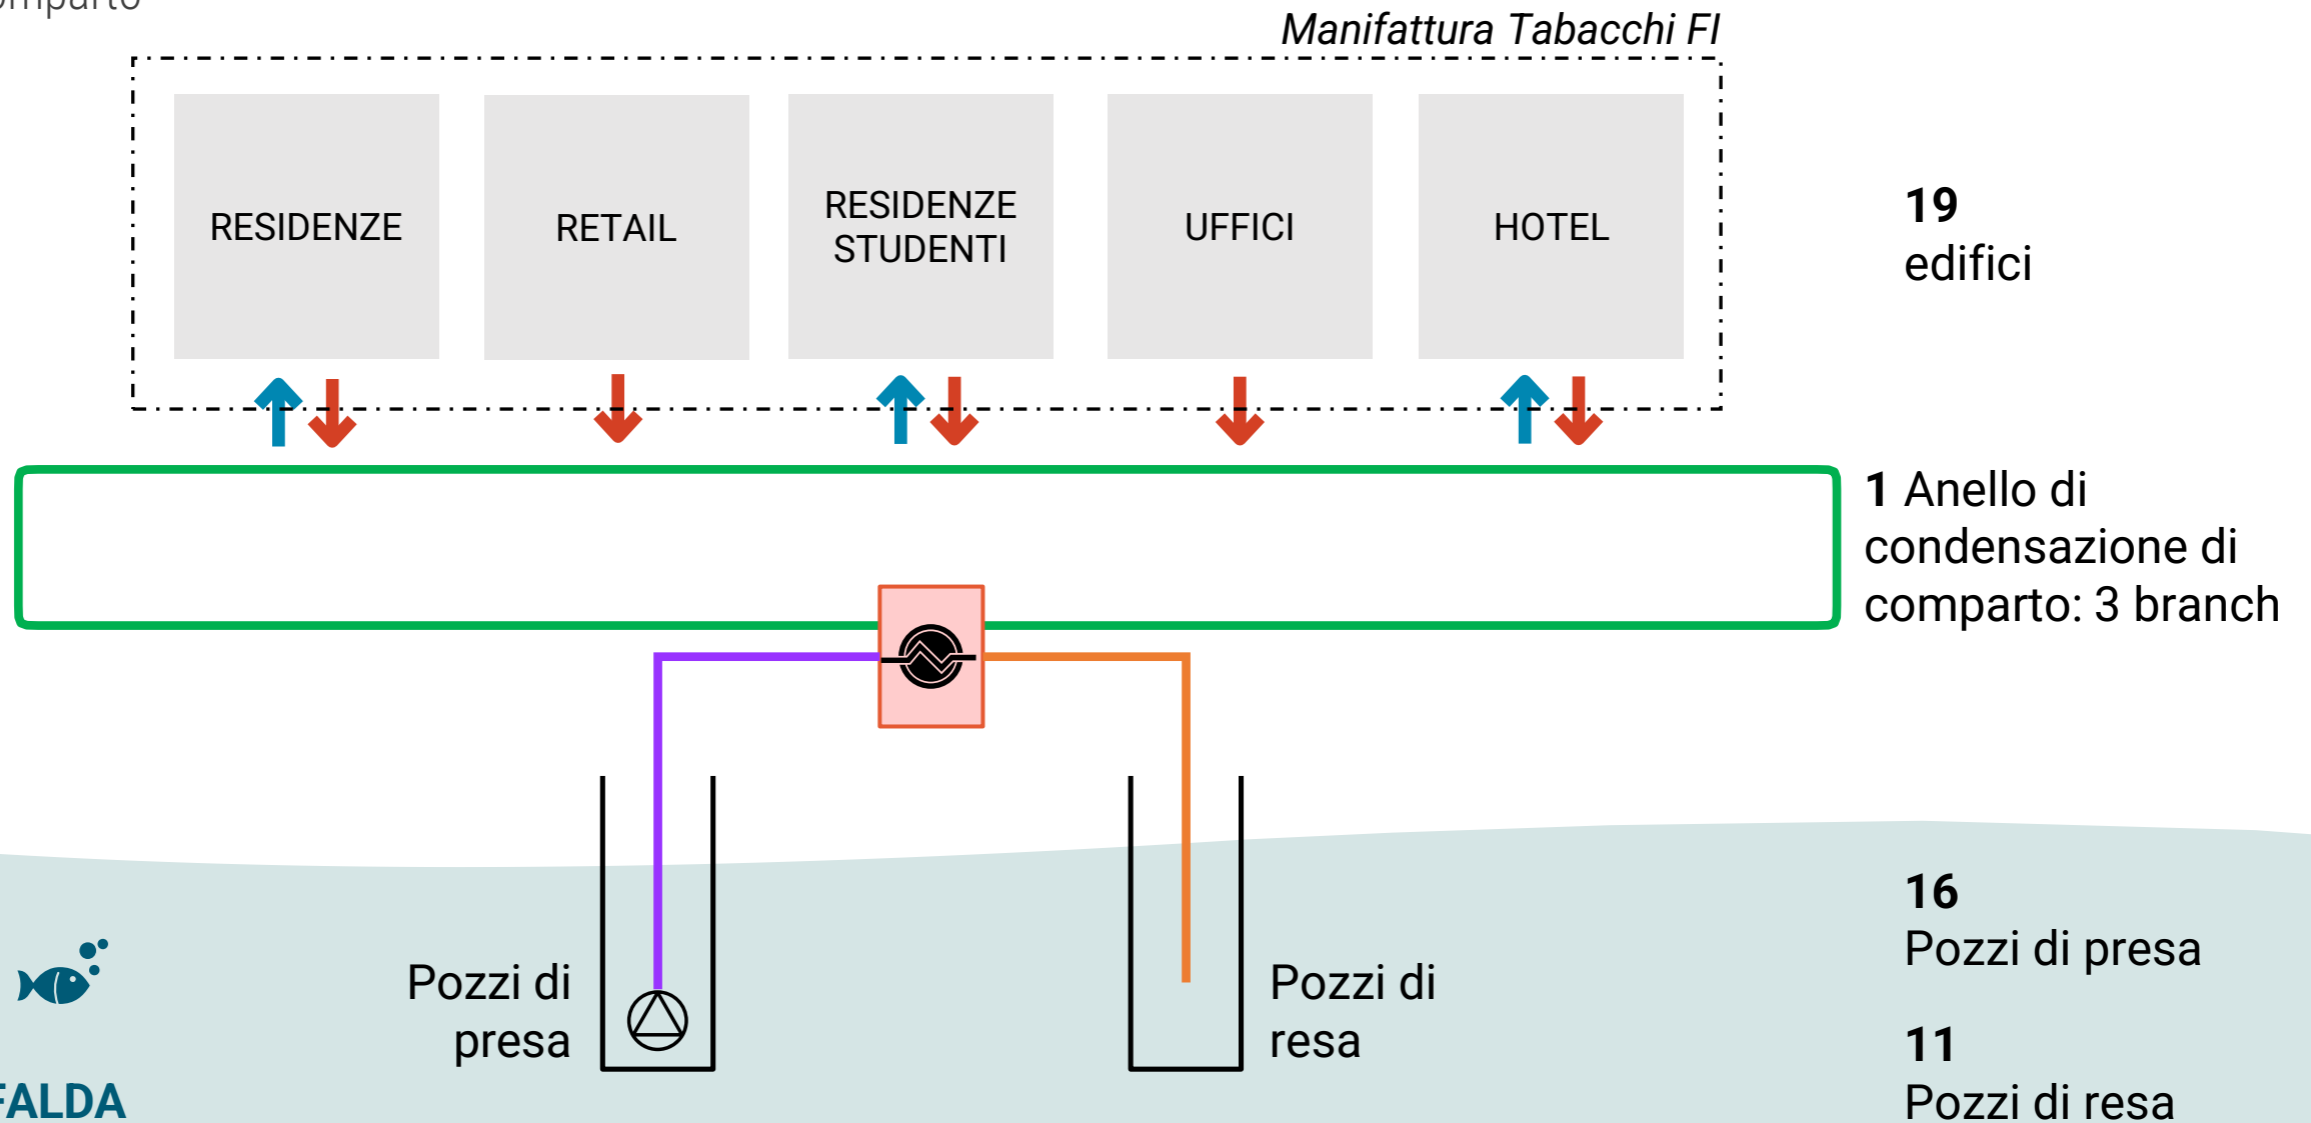 omparto
Manifattura Tabacchi FI
RESIDENZE
RETAIL
RESIDENZE
STUDENTI
UFFICI
HOTEL
19
edifici
1 Anello di
condensazione di
comparto: 3 branch
Pozzi di
presa
Pozzi di
resa
16
Pozzi di presa
11
Pozzi di resa
FALDA